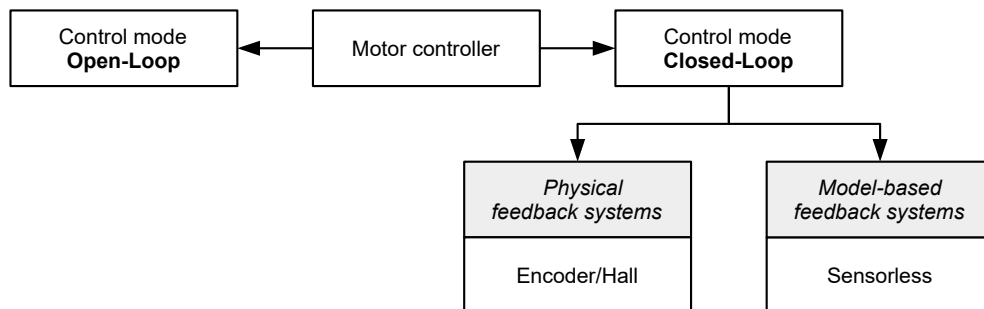 Control mode
Open-Loop
Motor controller
Control mode
Closed-Loop
Physical
feedback systems
Encoder/Hall
Model-based
feedback systems
Sensorless